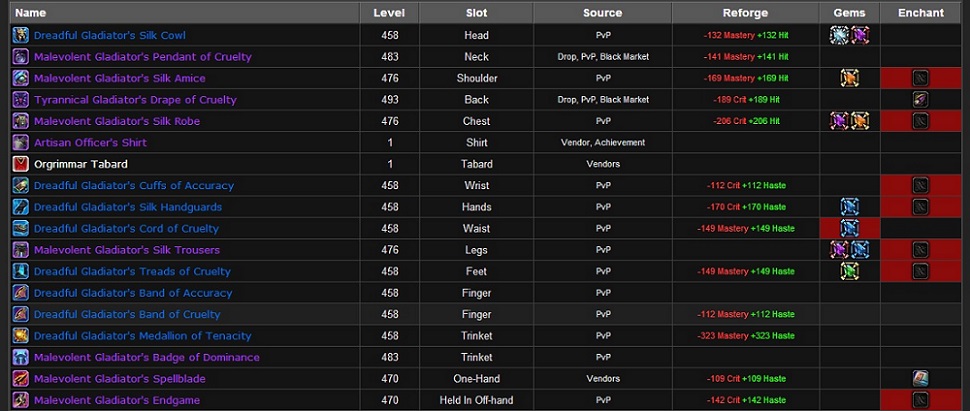 Name Level Slot Source Reforge Gems Enchant
Dreadful Gladiator's Silk Cowl 458 Head PvP -132 Mastery +132 Hit
Malevolent Gladiator's Pendant of Cruelty 483 Neck Drop, PvP, Black Market -141 Mastery +141 Hit
Malevolent Gladiator's Silk Amice 476 Shoulder PvP -169 Mastery +169 Hit
Tyrannical Gladiator's Drape of Cruelty 493 Back Drop, PvP, Black Market -189 Crit +189 Hit
Malevolent Gladiator's Silk Robe 476 Chest PvP -206 Crit +206 Hit
Artisan Officer's Shirt 1 Shirt Vendor, Achievement
Orgrimmar Tabard 1 Tabard Vendors
Dreadful Gladiator's Cuffs of Accuracy 458 Wrist PvP -112 Crit +112 Haste
Dreadful Gladiator's Silk Handguards 458 Hands PvP -170 Crit +170 Haste
Dreadful Gladiator's Cord of Cruelty 458 Waist PvP -149 Mastery +149 Haste
Malevolent Gladiator's Silk Trousers 476 Legs PvP
Dreadful Gladiator's Treads of Cruelty 458 Feet PvP -149 Mastery +149 Haste
Dreadful Gladiator's Band of Accuracy 458 Finger PvP
Dreadful Gladiator's Band of Cruelty 458 Finger PvP -112 Mastery +112 Haste
Dreadful Gladiator's Medallion of Tenacity 458 Trinket PvP -323 Mastery +323 Haste
Malevolent Gladiator's Badge of Dominance 483 Trinket PvP
Malevolent Gladiator's Spellblade 470 One-Hand Vendors -109 Crit +109 Haste
Malevolent Gladiator's Endgame 470 Held In Off-hand PvP -142 Crit +142 Haste